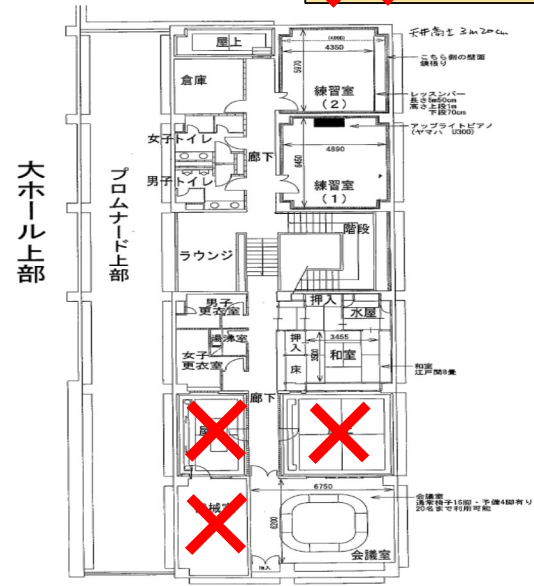 屋上
天井高さ 3m20cm
4350
5970
こちら側の壁面
鏡張り
倉庫
練習室
(2)
レッスンバー
長さ5m50cm
高さ上段1m
下段70cm
アップライトピアノ
(ヤマハ U300)
女子トイレ
廊下
4890
6450
男子トイレ
練習室
(1)
大ホール上部
プロムナード上部
階段
ラウンジ
男子
更衣室
押入
水屋
湯沸室
押入
3455
和室
女子
更衣室
床
和室
江戸間8畳
廊下
6750
6200
会議室
通常椅子16脚・予備4脚有り
20名まで利用可能
会議室